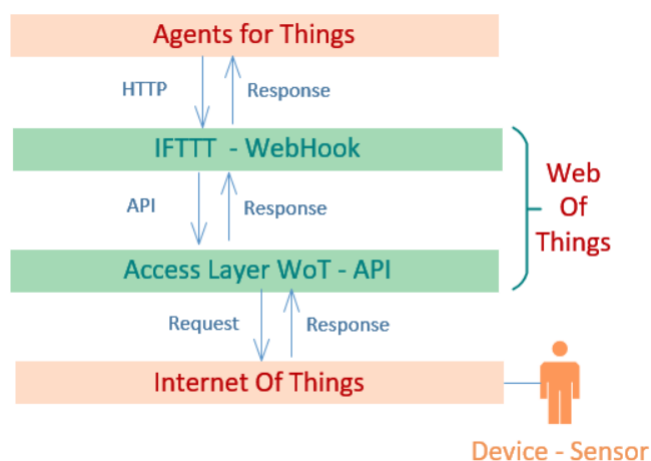 Agents for Things
HTTP
Response
IFTTT - WebHook
API
Response
Web
Of
Things
Access Layer WoT - API
Request
Response
Internet Of Things
Device - Sensor